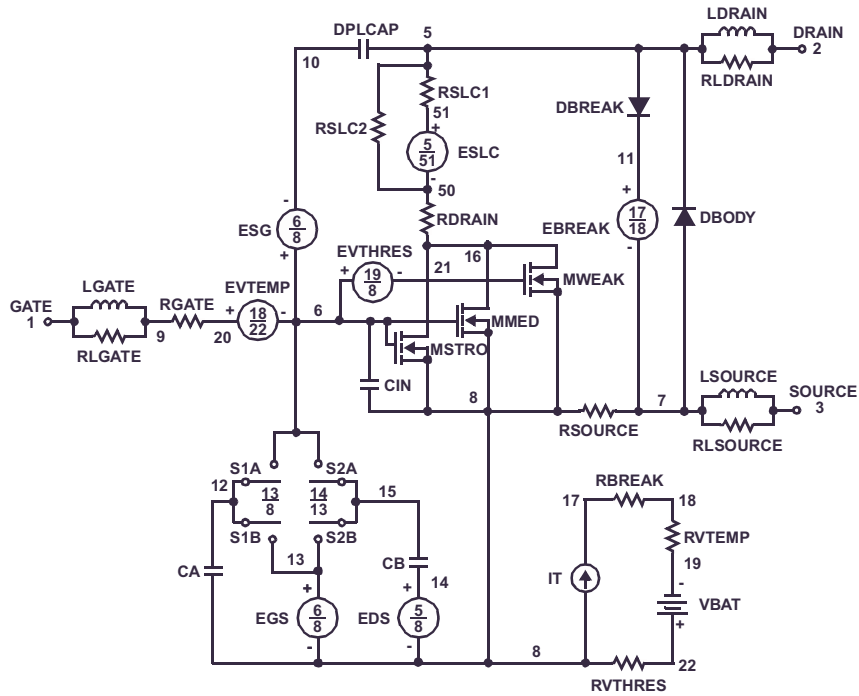 LDRAIN
DPLCAP 5 DRAIN
10 2
RLDRAIN
RSLC1
DBREAK
51
RSLC2 +
5
51
ESLC
11
-
50
-
+
6
8
ESG
17
18
DBODY
RDRAIN
EBREAK
EVTHRES
+ 16 -
+ 19 - 21
8
MWEAK
LGATE EVTEMP
GATE RGATE + 18 - 6
1 22 MMED
9 20
RLGATE MSTRO
LSOURCE
CIN SOURCE
8 7 3
RSOURCE
RLSOURCE
S1A S2A
12 13 14 15
8 13
S1B S2B
RBREAK
17 18
13 RVTEMP
CB 19
CA IT
14 -
+ + VBAT
6 5
8 8
EGS EDS +
- - 8
22
RVTHRES